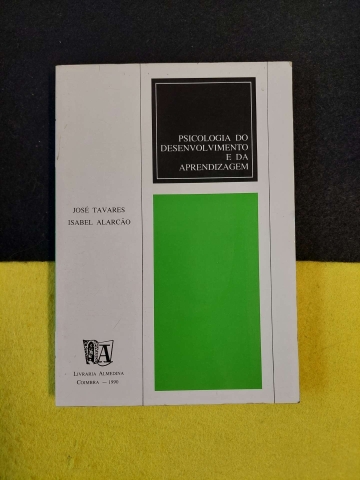 PSICOLOGIA DO
DESENVOLVIMENTO
E DA
APRENDIZAGEM
JOSÉ TAVARES
ISABEL ALARCÃO
A
LIVRARIA ALMEDINA
COIMBRA — 1990